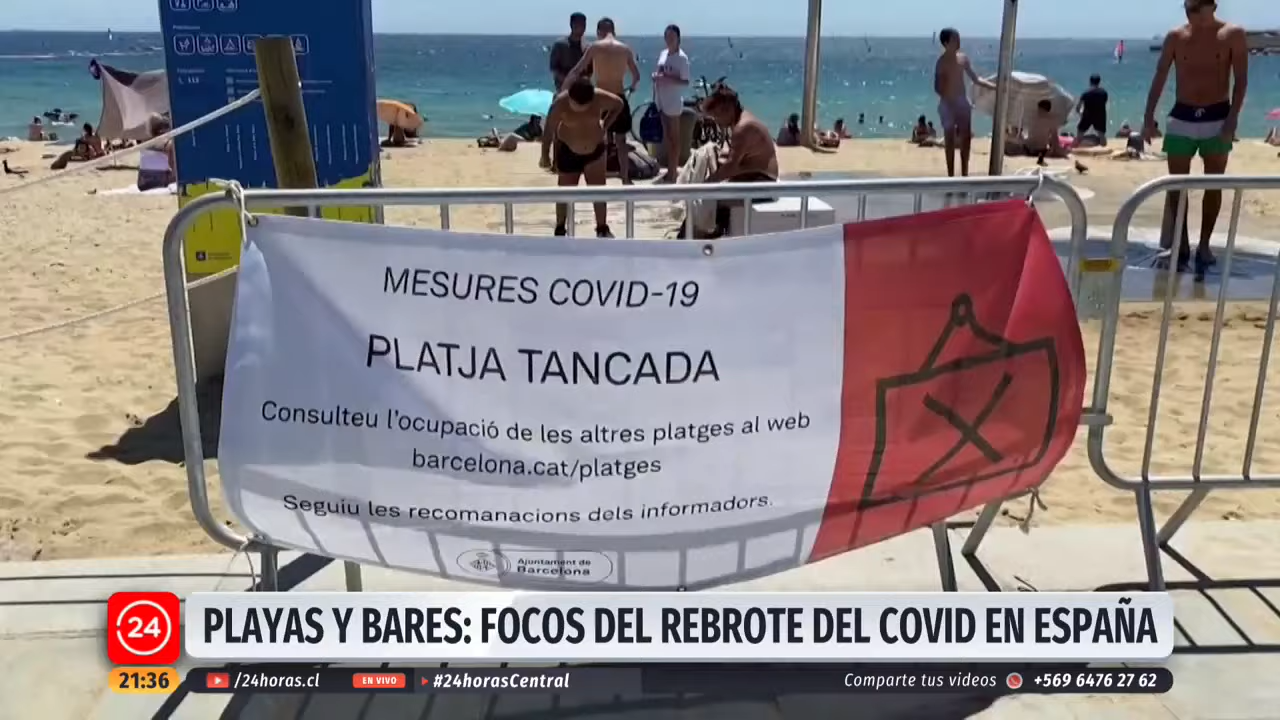 MESURES COVID-19
PLATJA TANCADA
Consulteu l'ocupació de les altres platges al web
barcelona.cat/platges
Seguiu les recomanacions dels informadors.
Ajuntament de
Barcelona
24
PLAYAS Y BARES: FOCOS DEL REBROTE DEL COVID EN ESPAÑA
21:36 /24horas.cl EN VIVO #24horasCentral Comparte tus videos +569 6476 27 62